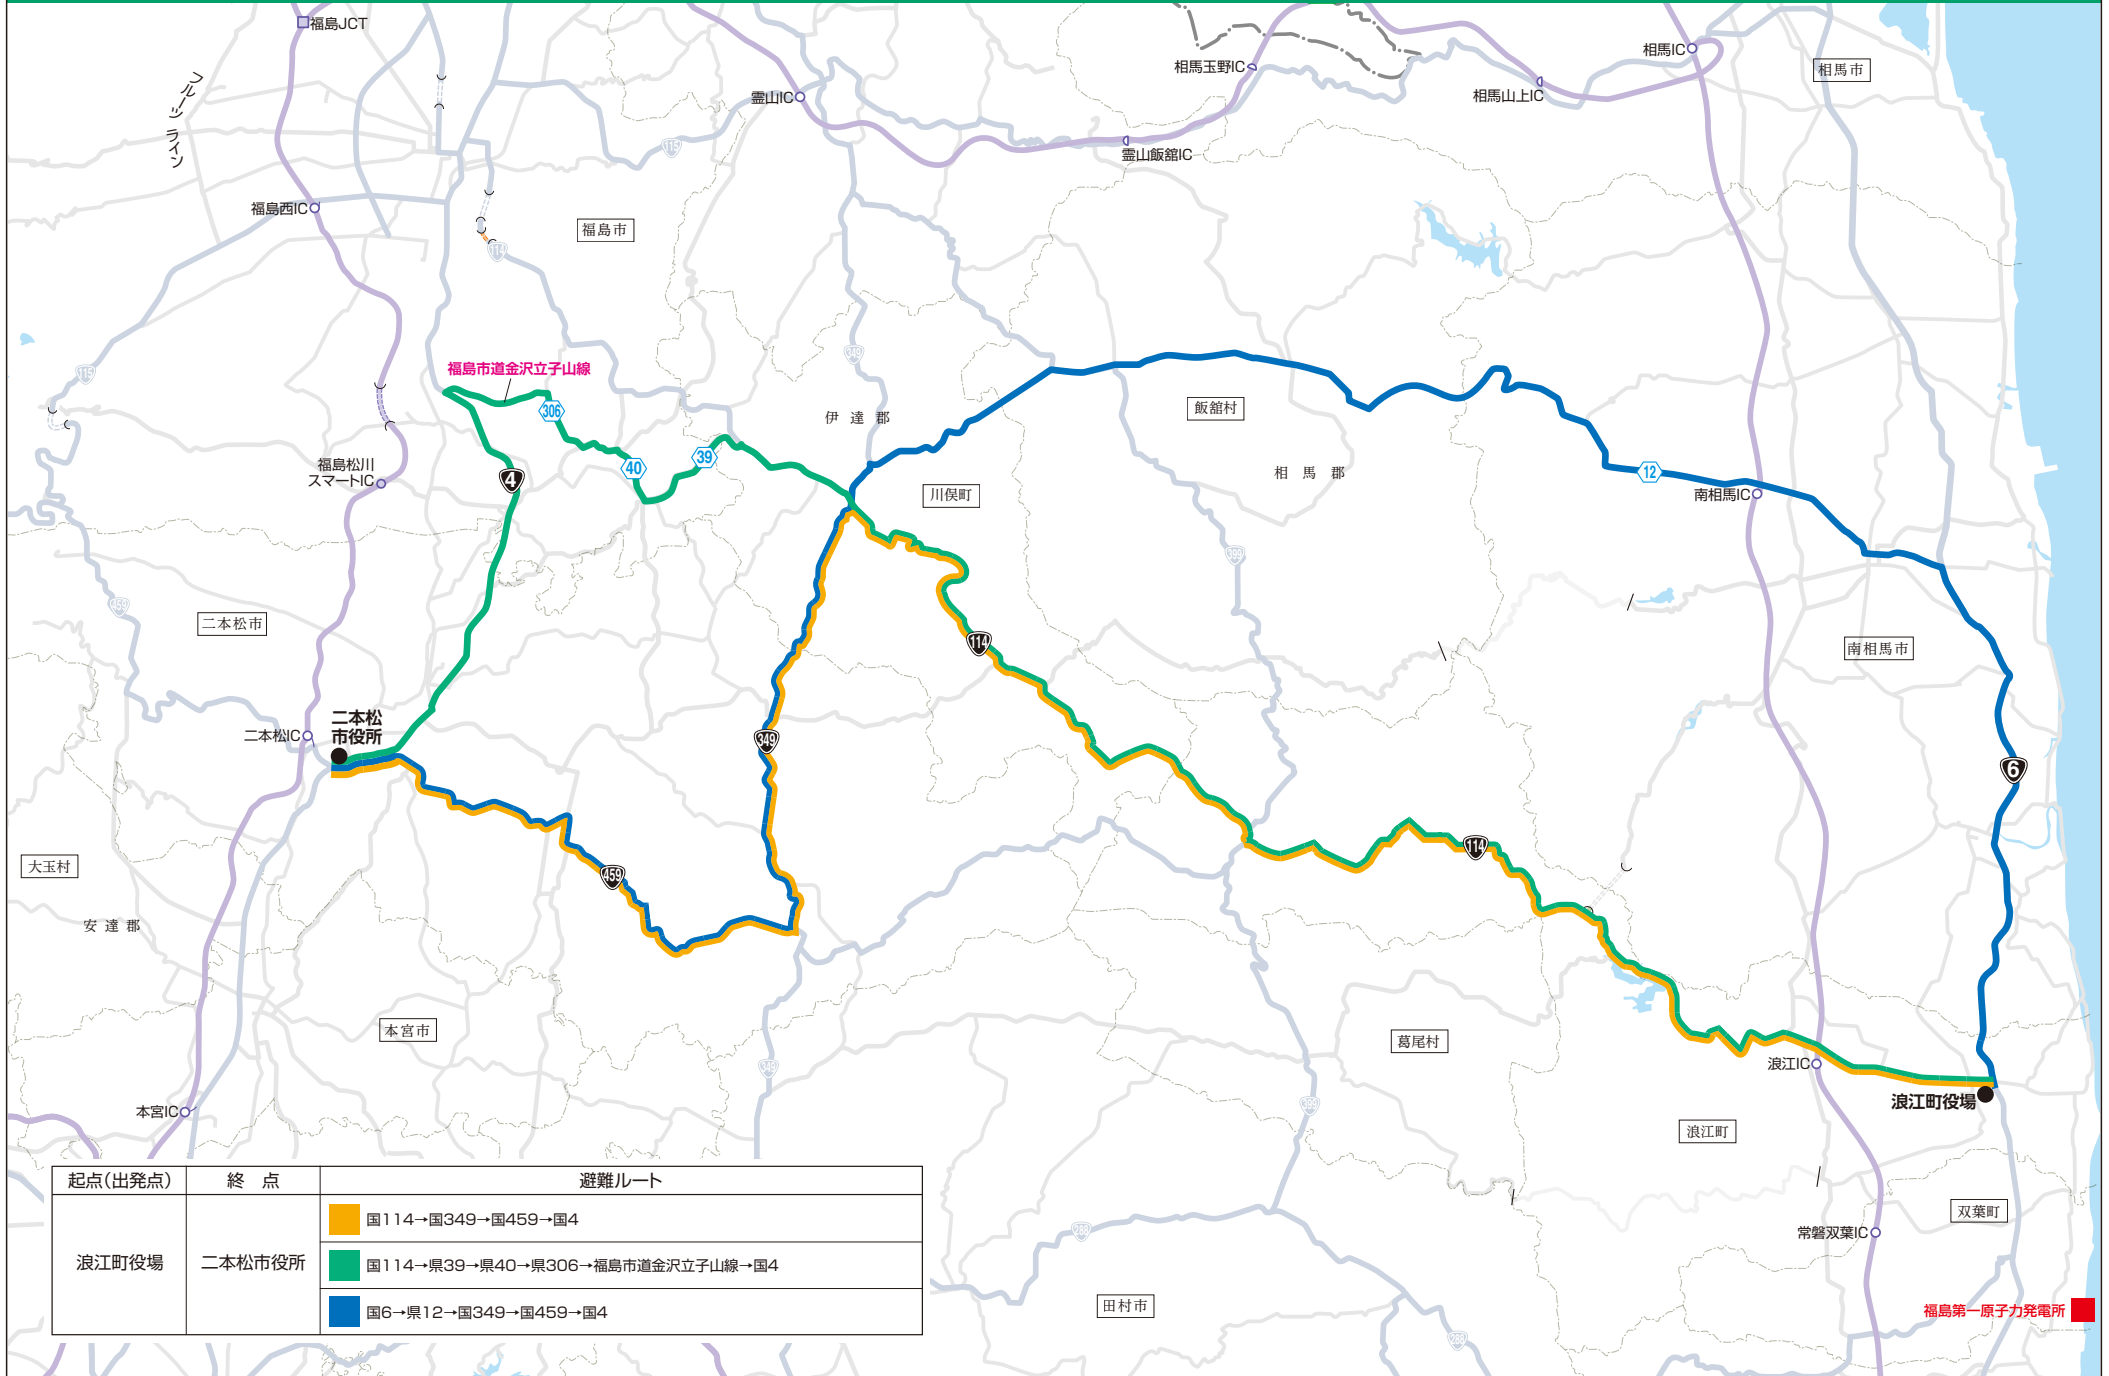 福島JCT
フルーツライン
相馬IC
相馬市
相馬玉野IC
相馬山上IC
霊山IC
115
霊山飯舘IC
福島西IC
福島市
114
349
115
福島市道金沢立子山線
306
伊達郡
飯舘村
福島松川
スマートIC
4
40
39
川俣町
相馬郡
12
南相馬IC
399
459
二本松市
114
南相馬市
二本松
市役所
二本松IC
349
6
大玉村
459
114
安達郡
本宮市
葛尾村
349
浪江IC
本宮IC
399
浪江町役場
浪江町
起点(出発点)
終 点
避難ルート
浪江町役場
二本松市役所
国114→国349→国459→国4
国114→県39→県40→県306→福島市道金沢立子山線→国4
国6→県12→国349→国459→国4
288
双葉町
常磐双葉IC
田村市
288
福島第一原子力発電所